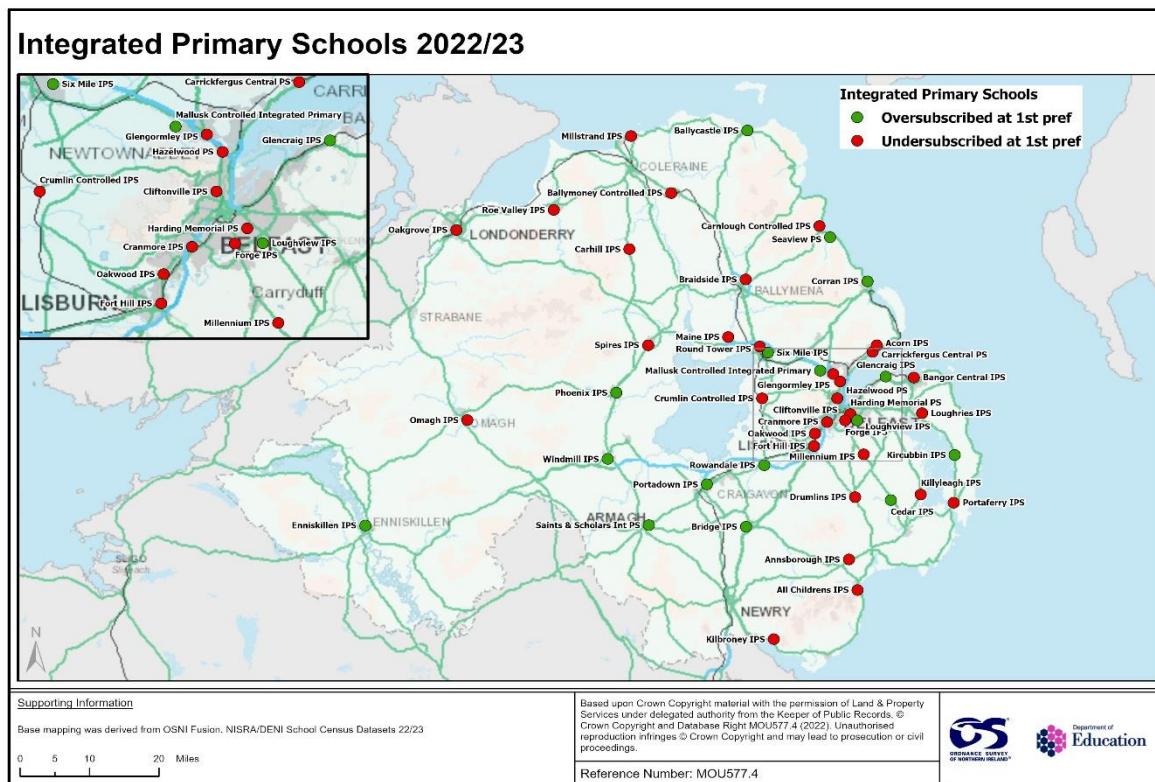 Integrated Primary Schools 2022/23
Six Mile IPS
Carrickfergus Central PS
CARRI
Mallusk Controlled Integrated Primary
BA
Glengormley IPS
Glencraig IPS
NEWTOWNABBEY
Hazelwood PS
Crumlin Controlled IPS
Cliftonville IPS
Harding Memorial PS
Cranmore IPS
BELFAST
Loughview IPS
Forge IPS
Oakwood IPS
LISBURN
Carryduff
Fort Hill IPS
Millennium IPS
Integrated Primary Schools
Oversubscribed at 1st pref
Undersubscribed at 1st pref
Millstrand IPS
Ballycastle IPS
COLERAINE
Ballymoney Controlled IPS
Roe Valley IPS
Oakgrove IPS
LONDONDERRY
Carnlough Controlled IPS
Seaview PS
Carhill IPS
Braidside IPS
BALLYMENA
Corran IPS
STRABANE
Maine IPS
Spires IPS
Round Tower IPS
Six Mile IPS
Acorn IPS
Carrickfergus Central PS
Glencraig IPS
Mallusk Controlled Integrated Primary
Bangor Central IPS
Glengormley IPS
Hazelwood PS
Phoenix IPS
Crumlin Controlled IPS
Harding Memorial PS
Cliftonville IPS
Loughries IPS
Omagh IPS
OMAGH
Cranmore IPS
BELFAST
Loughview IPS
Oakwood IPS
Forge IPS
Fort Hill IPS
Millennium IPS
Kircubbin IPS
Windmill IPS
Rowandale IPS
Portadown IPS
CRAIGAVON
Drumlins IPS
Killyleagh IPS
Portaferry IPS
Cedar IPS
Enniskillen IPS
ENNISKILLEN
ARMAGH
Saints & Scholars Int PS
Bridge IPS
SLIGO
Sligeach
Annsborough IPS
All Childrens IPS
NEWRY
Kilbroney IPS
N
Supporting Information
Base mapping was derived from OSNI Fusion. NISRA/DENI School Census Datasets 22/23
0 5 10 20 Miles
Based upon Crown Copyright material with the permission of Land & Property
Services under delegated authority from the Keeper of Public Records, ©
Crown Copyright and Database Right MOU577.4 (2022). Unauthorised
reproduction infringes © Crown Copyright and may lead to prosecution or civil
proceedings.
Reference Number: MOU577.4
OS
ORDNANCE SURVEY
OF NORTHERN IRELAND®
Department of
Education